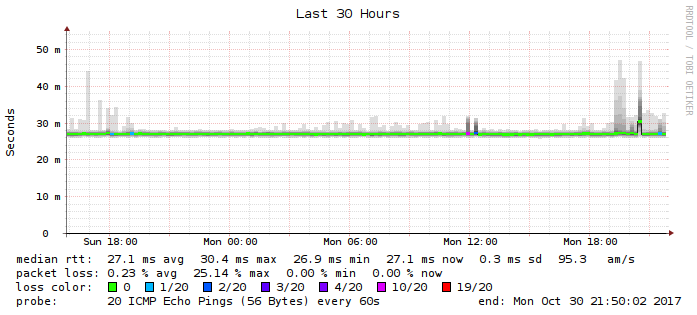 Last 30 Hours
RRDTOOL / TOBI OETIKER
Seconds
50 m
40 m
30 m
20 m
10 m
0
Sun 18:00 Mon 00:00 Mon 06:00 Mon 12:00 Mon 18:00
median rtt: 27.1 ms avg 30.4 ms max 26.9 ms min 27.1 ms now 0.3 ms sd 95.3 am/s
packet loss: 0.23 % avg 25.14 % max 0.00 % min 0.00 % now
loss color: 0 1/20 2/20 3/20 4/20 10/20 19/20
probe: 20 ICMP Echo Pings (56 Bytes) every 60s end: Mon Oct 30 21:50:02 2017